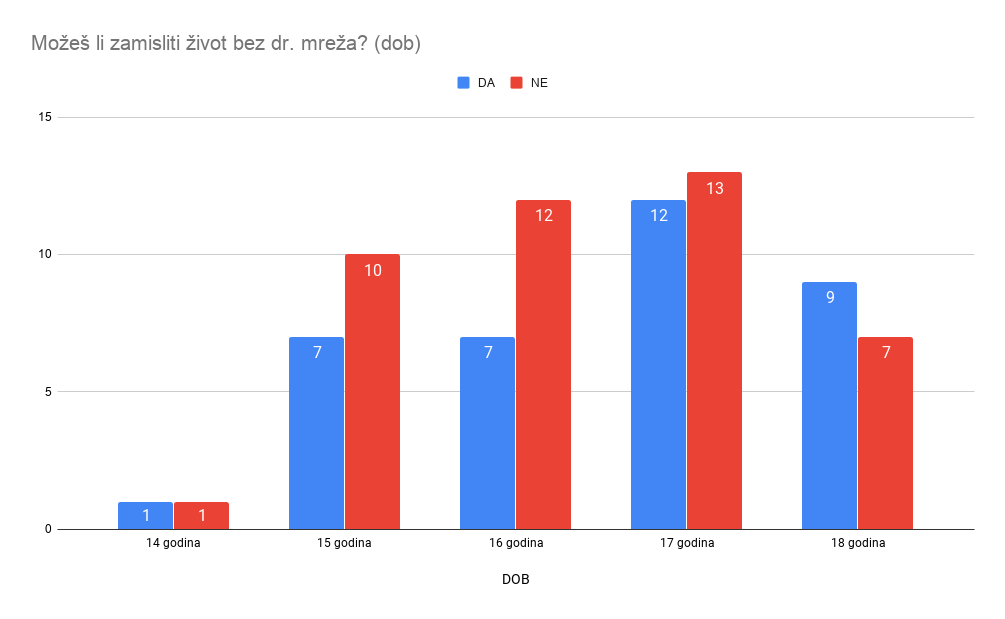 Možeš li zamisliti život bez dr. mreža? (dob)
DA NE
15
10
5
0
1 1
7 10
7 12
12 13
9 7
14 godina 15 godina 16 godina 17 godina 18 godina
DOB